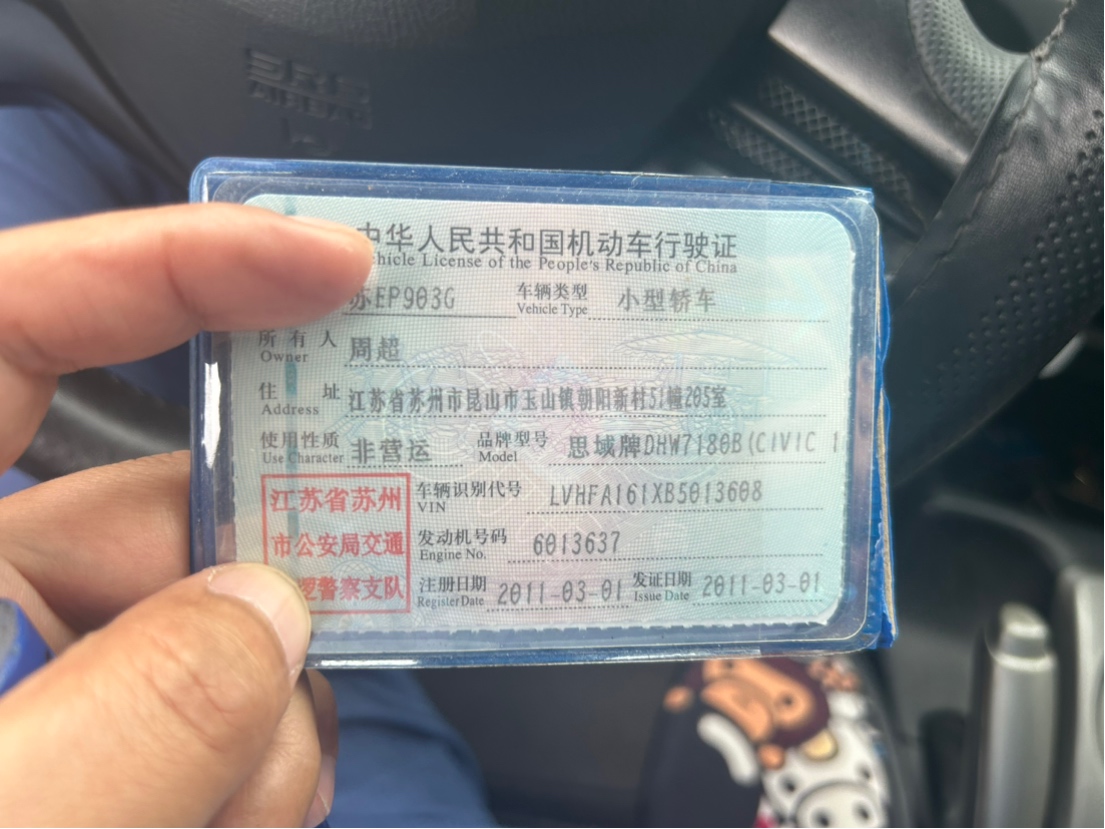 中华人民共和国机动车行驶证
hicle License of the People's Republic of China
苏EP903G 车辆类型 小型轿车
Vehicle Type
所有人 周超
Owner
住址 江苏省苏州市昆山市玉山镇朝阳新村51幢205室
Address
使用性质 非营运 品牌型号 思域牌DHW7180B(CIVIC 1
Use Character Model
江苏省苏州
市公安局交通
警察支队
车辆识别代号 LVHFA161XB5013608
VIN
发动机号码 6013637
Engine No.
注册日期 2011-03-01 发证日期 2011-03-01
Register Date Issue Date
SRS
AIRBAG